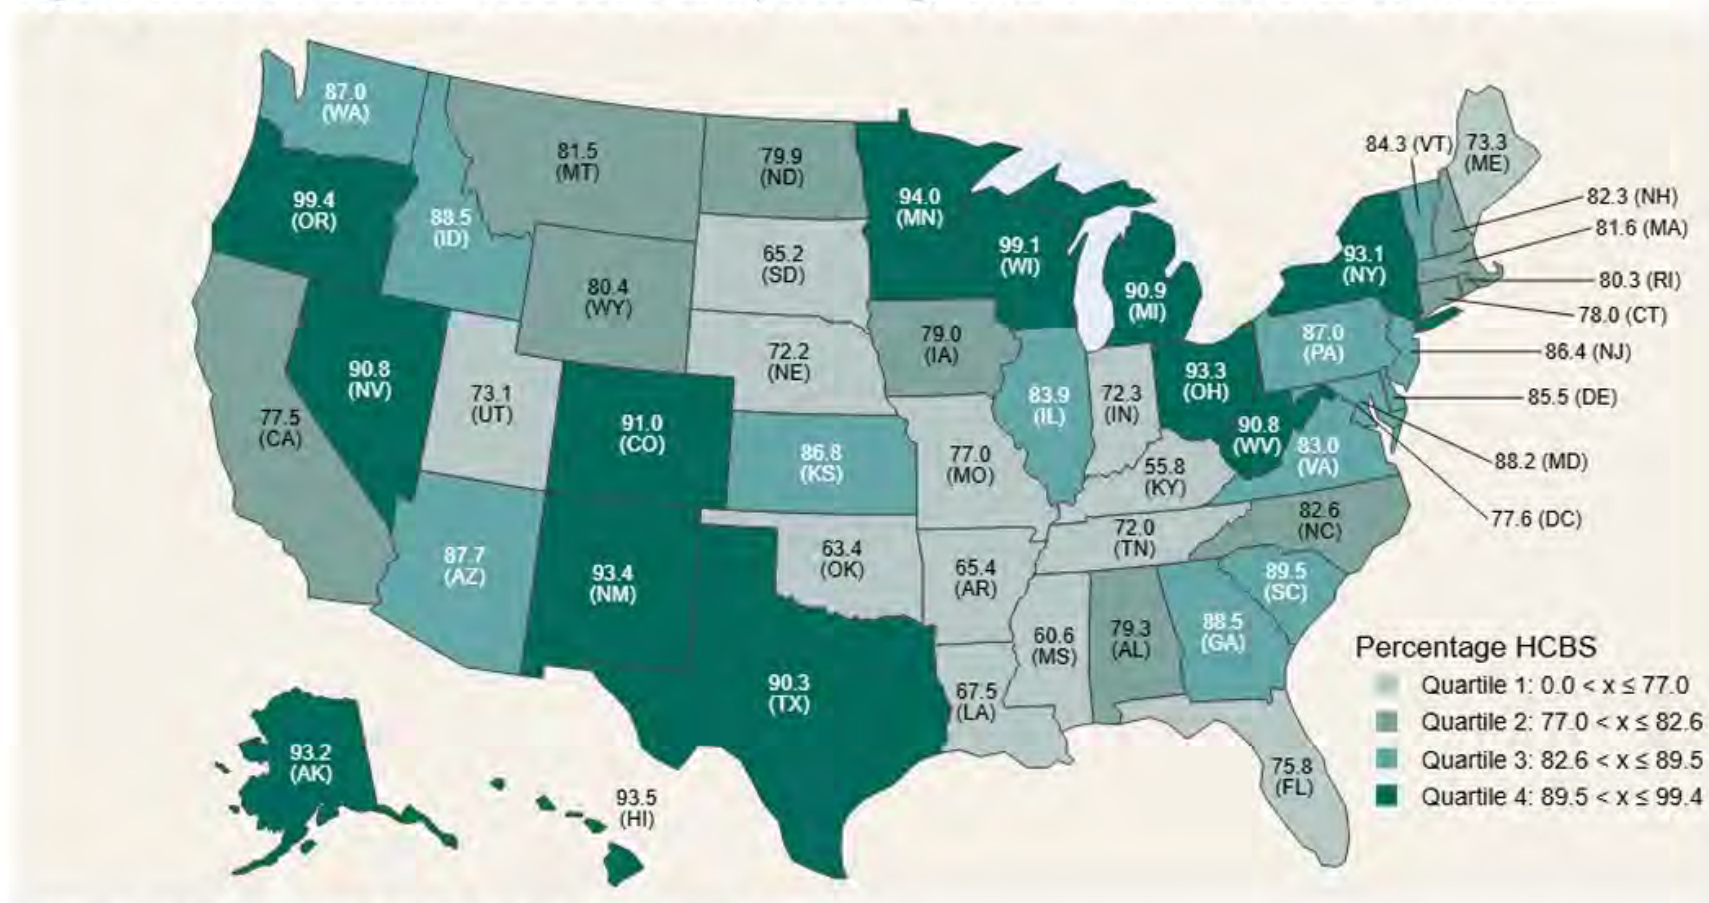 87.0
(WA)
99.4
(OR)
88.5
(ID)
81.5
(MT)
79.9
(ND)
94.0
(MN)
99.1
(WI)
90.9
(MI)
65.2
(SD)
80.4
(WY)
72.2
(NE)
79.0
(IA)
77.5
(CA)
90.8
(NV)
73.1
(UT)
91.0
(CO)
86.8
(KS)
77.0
(MO)
83.9
(IL)
72.3
(IN)
93.3
(OH)
90.8
(WV)
83.0
(VA)
87.0
(PA)
93.1
(NY)
84.3 (VT)
73.3
(ME)
82.3 (NH)
81.6 (MA)
80.3 (RI)
78.0 (CT)
86.4 (NJ)
85.5 (DE)
88.2 (MD)
77.6 (DC)
55.8
(KY)
72.0
(TN)
82.6
(NC)
89.5
(SC)
88.5
(GA)
79.3
(AL)
60.6
(MS)
65.4
(AR)
67.5
(LA)
63.4
(OK)
87.7
(AZ)
93.4
(NM)
90.3
(TX)
75.8
(FL)
93.2
(AK)
93.5
(HI)
Percentage HCBS
Quartile 1: 0.0 < x ≤ 77.0
Quartile 2: 77.0 < x ≤ 82.6
Quartile 3: 82.6 < x ≤ 89.5
Quartile 4: 89.5 < x ≤ 99.4